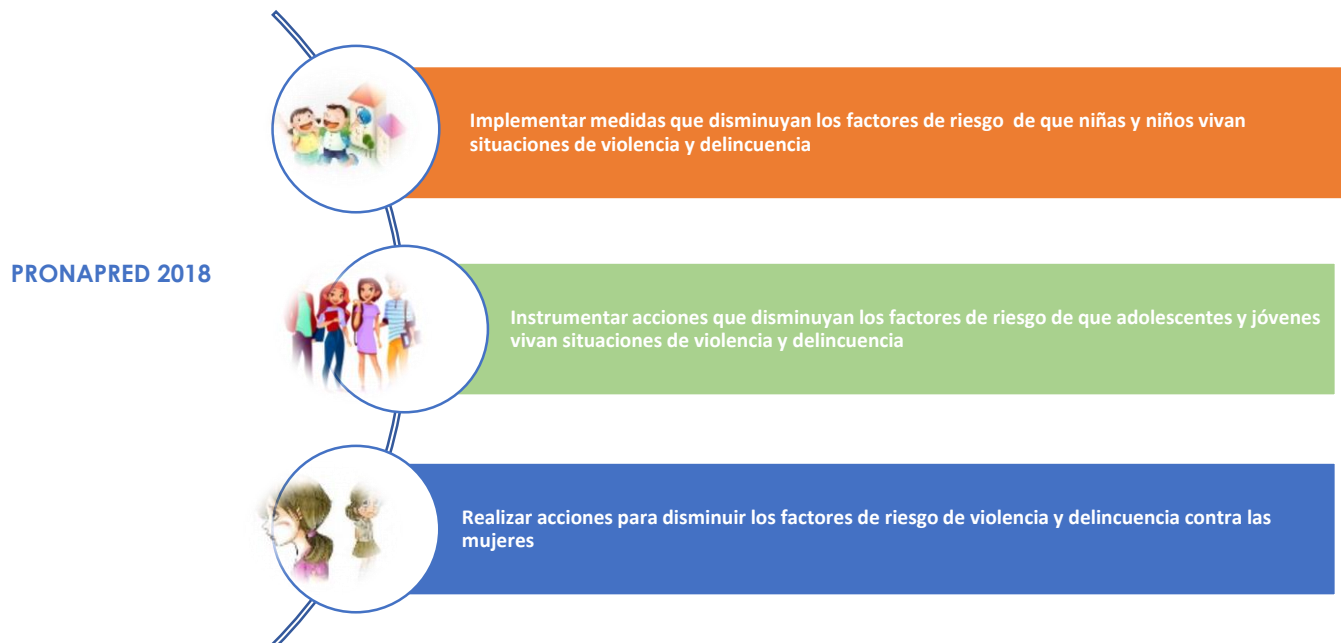 Implementar medidas que disminuyan los factores de riesgo de que niñas y niños vivan
situaciones de violencia y delincuencia
PRONAPRED 2018
Instrumentar acciones que disminuyan los factores de riesgo de que adolescentes y jóvenes
vivan situaciones de violencia y delincuencia
Realizar acciones para disminuir los factores de riesgo de violencia y delincuencia contra las
mujeres